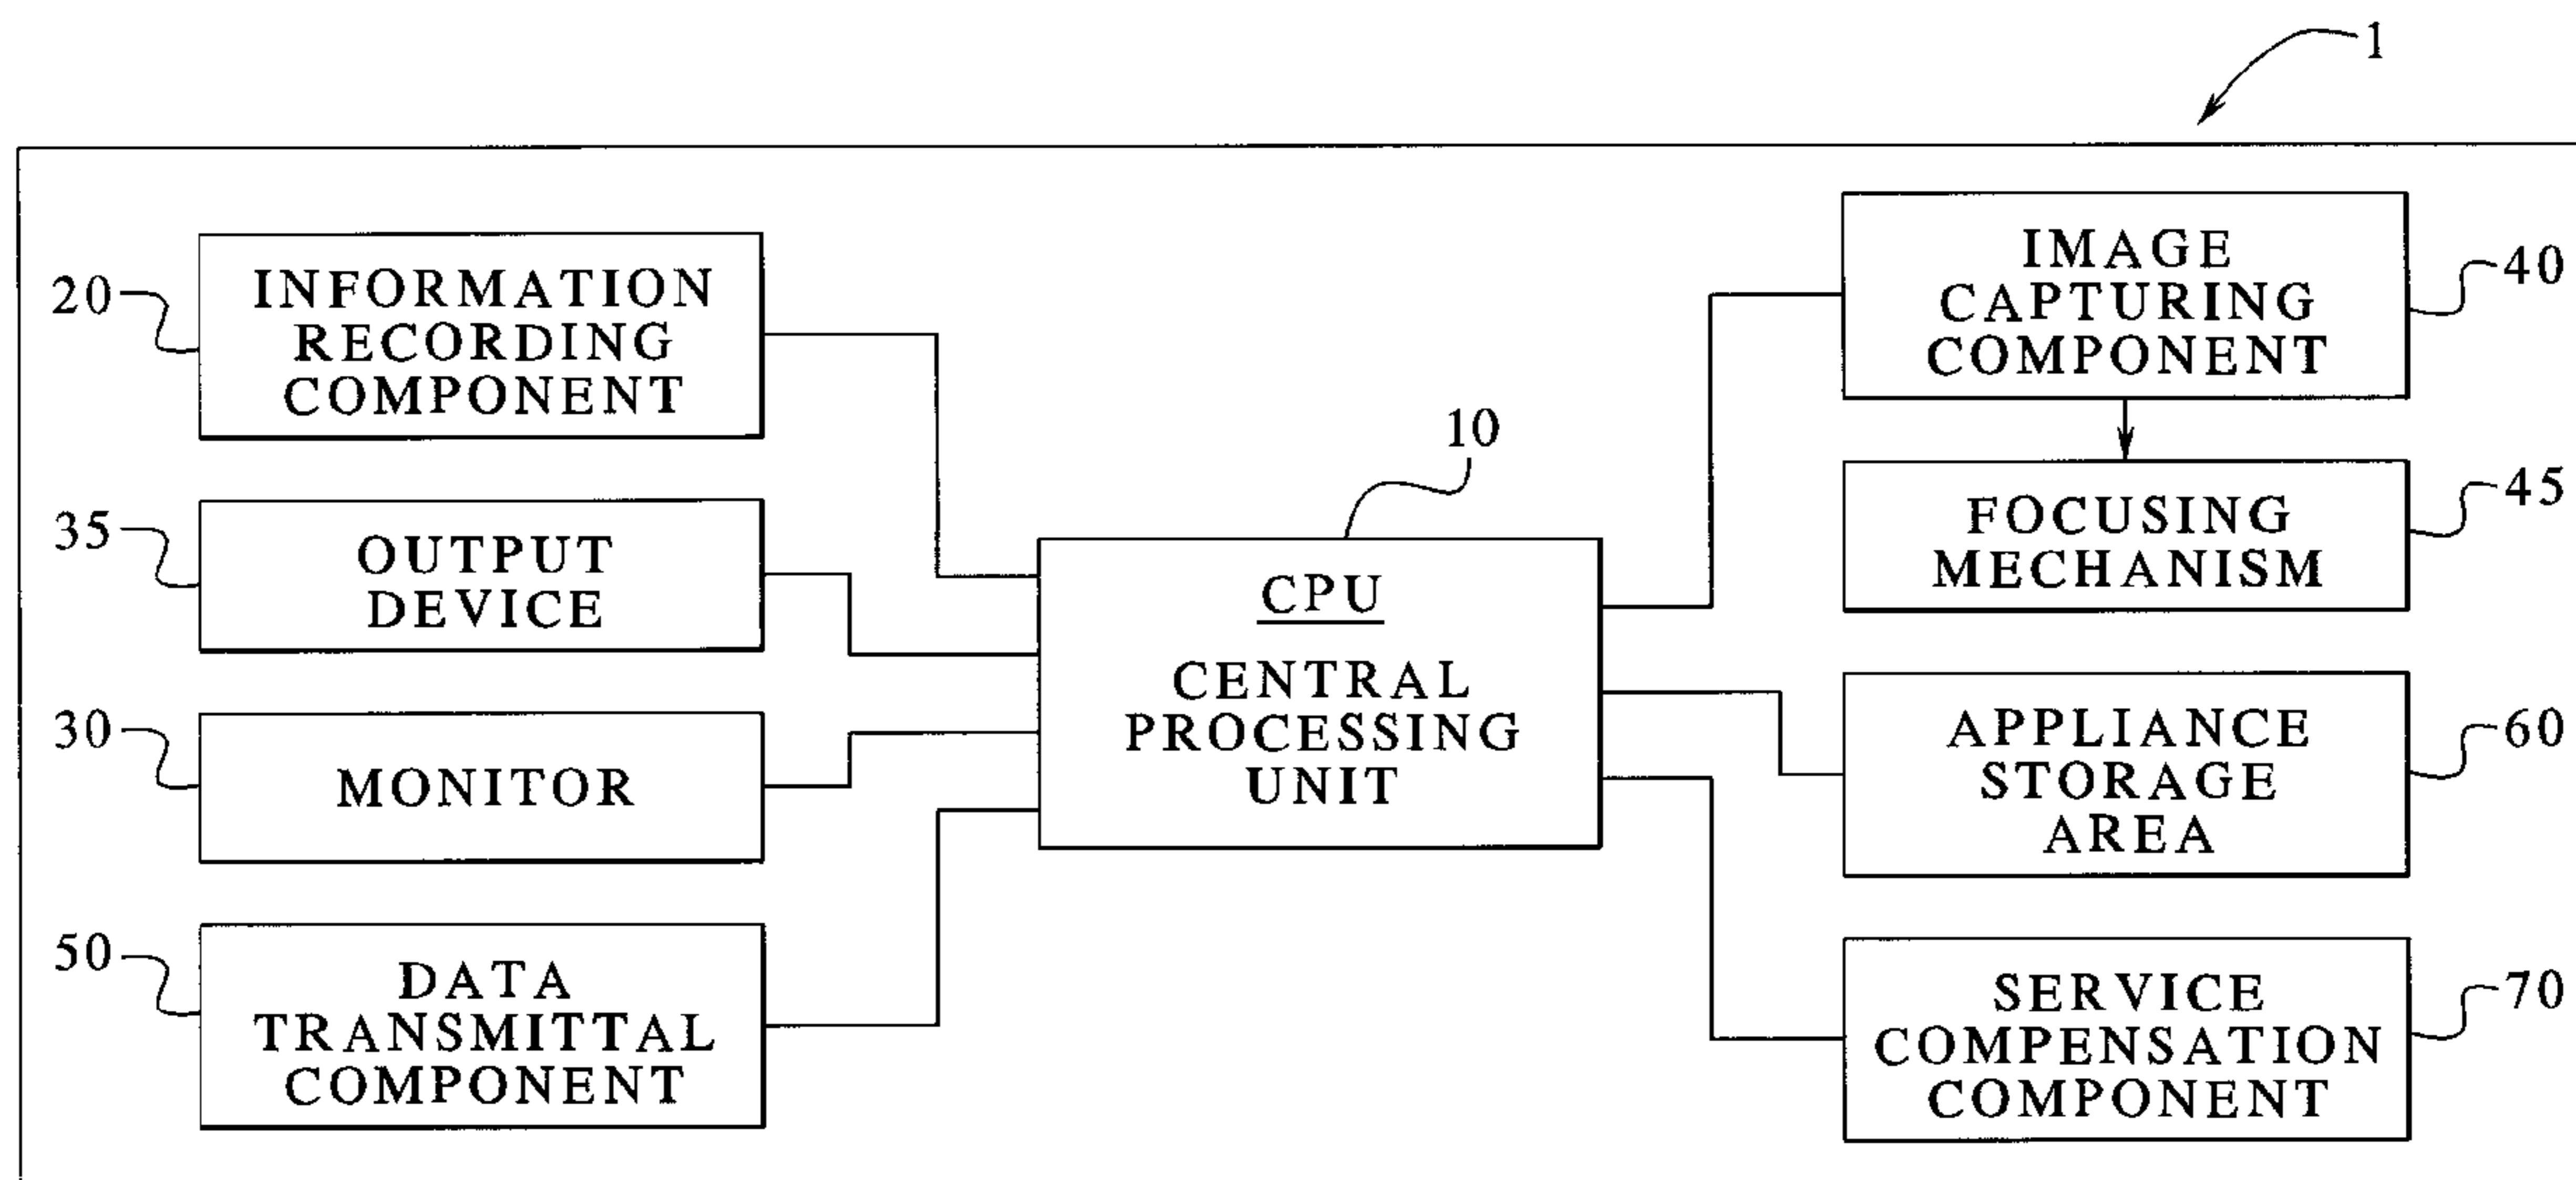 1
20
INFORMATION
RECORDING
COMPONENT
35
OUTPUT
DEVICE
30
MONITOR
50
DATA
TRANSMITTAL
COMPONENT
10
CPU
CENTRAL
PROCESSING
UNIT
IMAGE
CAPTURING
COMPONENT
40
FOCUSING
MECHANISM
45
APPLIANCE
STORAGE
AREA
60
SERVICE
COMPENSATION
COMPONENT
70